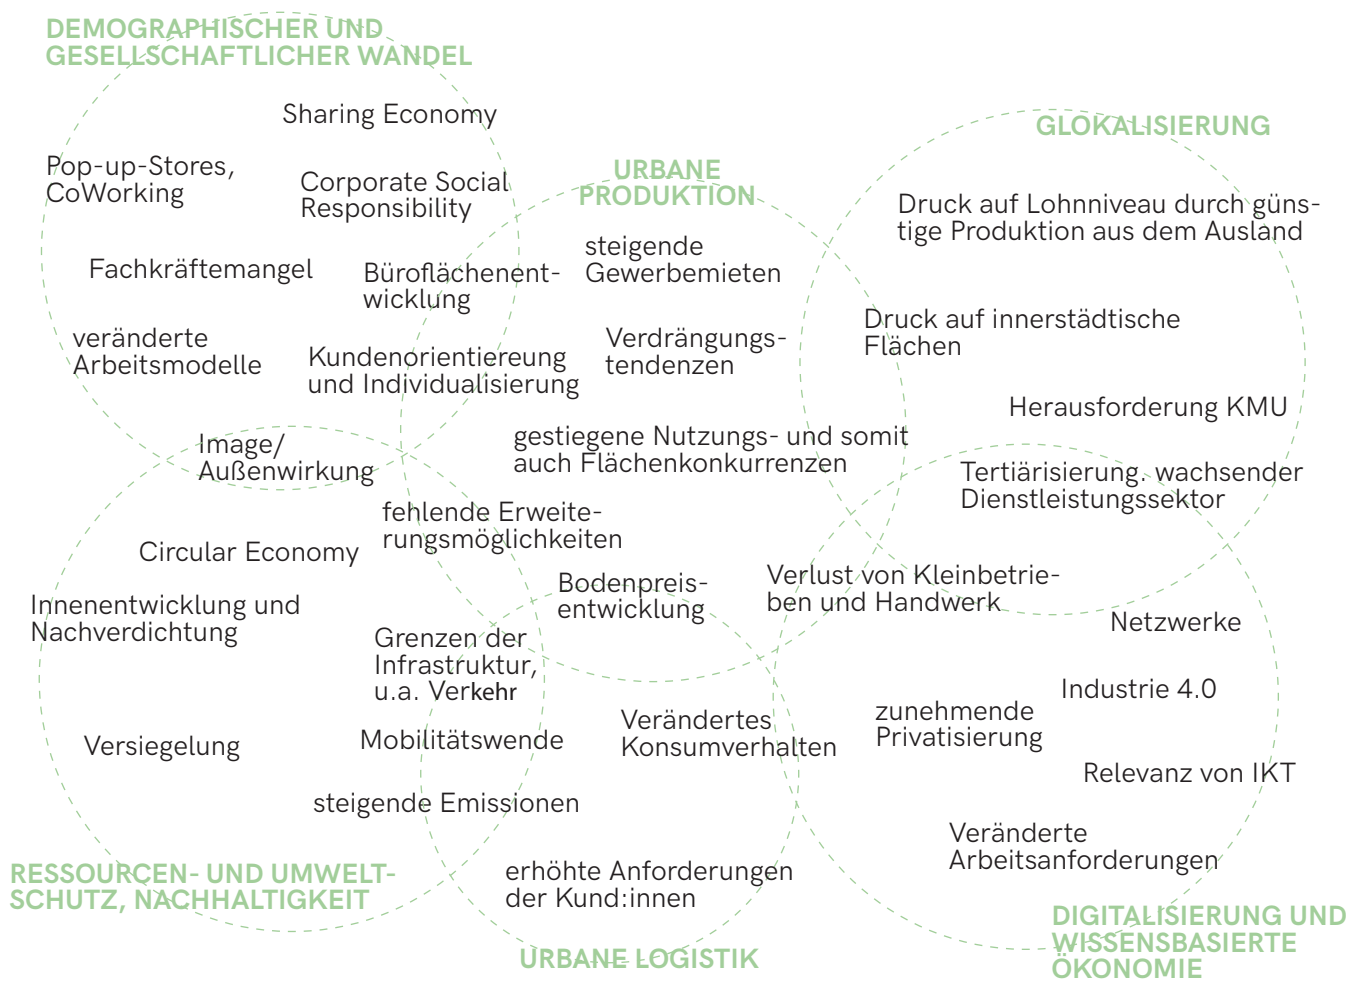 DEMOGRAPHISCHER UND
GESELLSCHAFTLICHER WANDEL
Sharing Economy
Pop-up-Stores,
CoWorking
Corporate Social
Responsibility
Fachkräftemangel
Büroflächenent-
wicklung
veränderte
Arbeitsmodelle
Kundenorientiereung
und Individualisierung
Image/
Außenwirkung
URBANE
PRODUKTION
steigende
Gewerbemieten
Verdrängungs-
tendenzen
gestiegene Nutzungs- und somit
auch Flächenkonkurrenzen
fehlende Erweite-
rungsmöglichkeiten
Bodenpreis-
entwicklung
GLOKALISIERUNG
Druck auf Lohnniveau durch güns-
tige Produktion aus dem Ausland
Druck auf innerstädtische
Flächen
Herausforderung KMU
Tertiärisierung. wachsender
Dienstleistungssektor
Verlust von Kleinbetrie-
ben und Handwerk
Netzwerke
Industrie 4.0
zunehmende
Privatisierung
Relevanz von IKT
Veränderte
Arbeitsanforderungen
DIGITALISIERUNG UND
WISSENSBASIERTE
ÖKONOMIE
Circular Economy
Innenentwicklung und
Nachverdichtung
Grenzen der
Infrastruktur,
u.a. Verkehr
Versiegelung
Mobilitätswende
steigende Emissionen
RESSOURCEN- UND UMWELT-
SCHUTZ, NACHHALTIGKEIT
Verändertes
Konsumverhalten
erhöhte Anforderungen
der Kund:innen
URBANE LOGISTIK